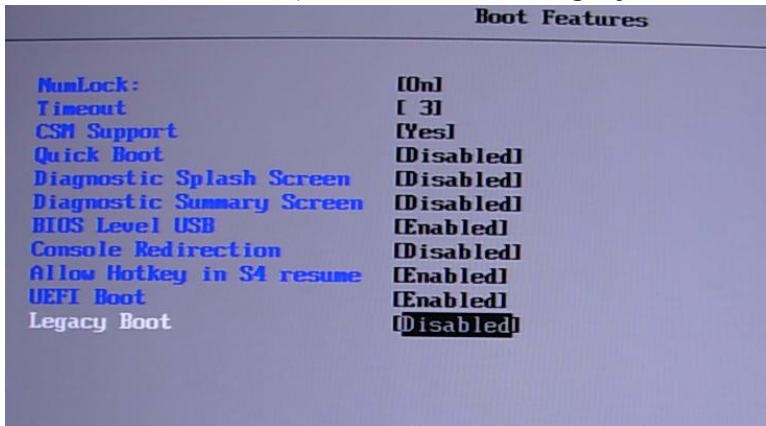 Boot Features
NumLock: [On]
Timeout [ 3]
CSM Support [Yes]
Quick Boot [Disabled]
Diagnostic Splash Screen [Disabled]
Diagnostic Summary Screen [Disabled]
BIOS Level USB [Enabled]
Console Redirection [Disabled]
Allow Hotkey in S4 resume [Enabled]
UEFI Boot [Enabled]
Legacy Boot [Disabled]